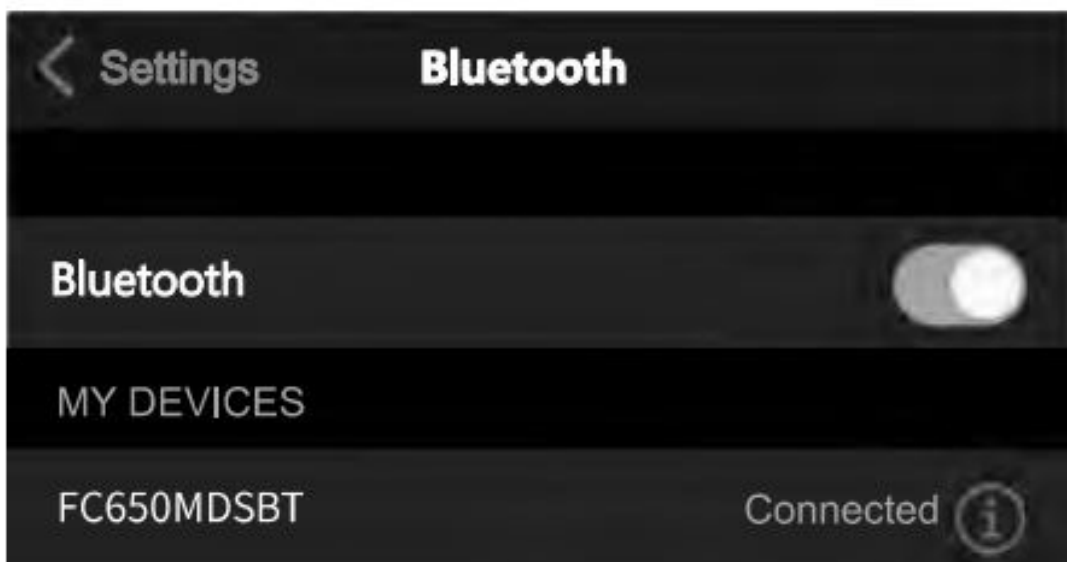 Settings Bluetooth
Bluetooth
MY DEVICES
FC650MDSBT Connected